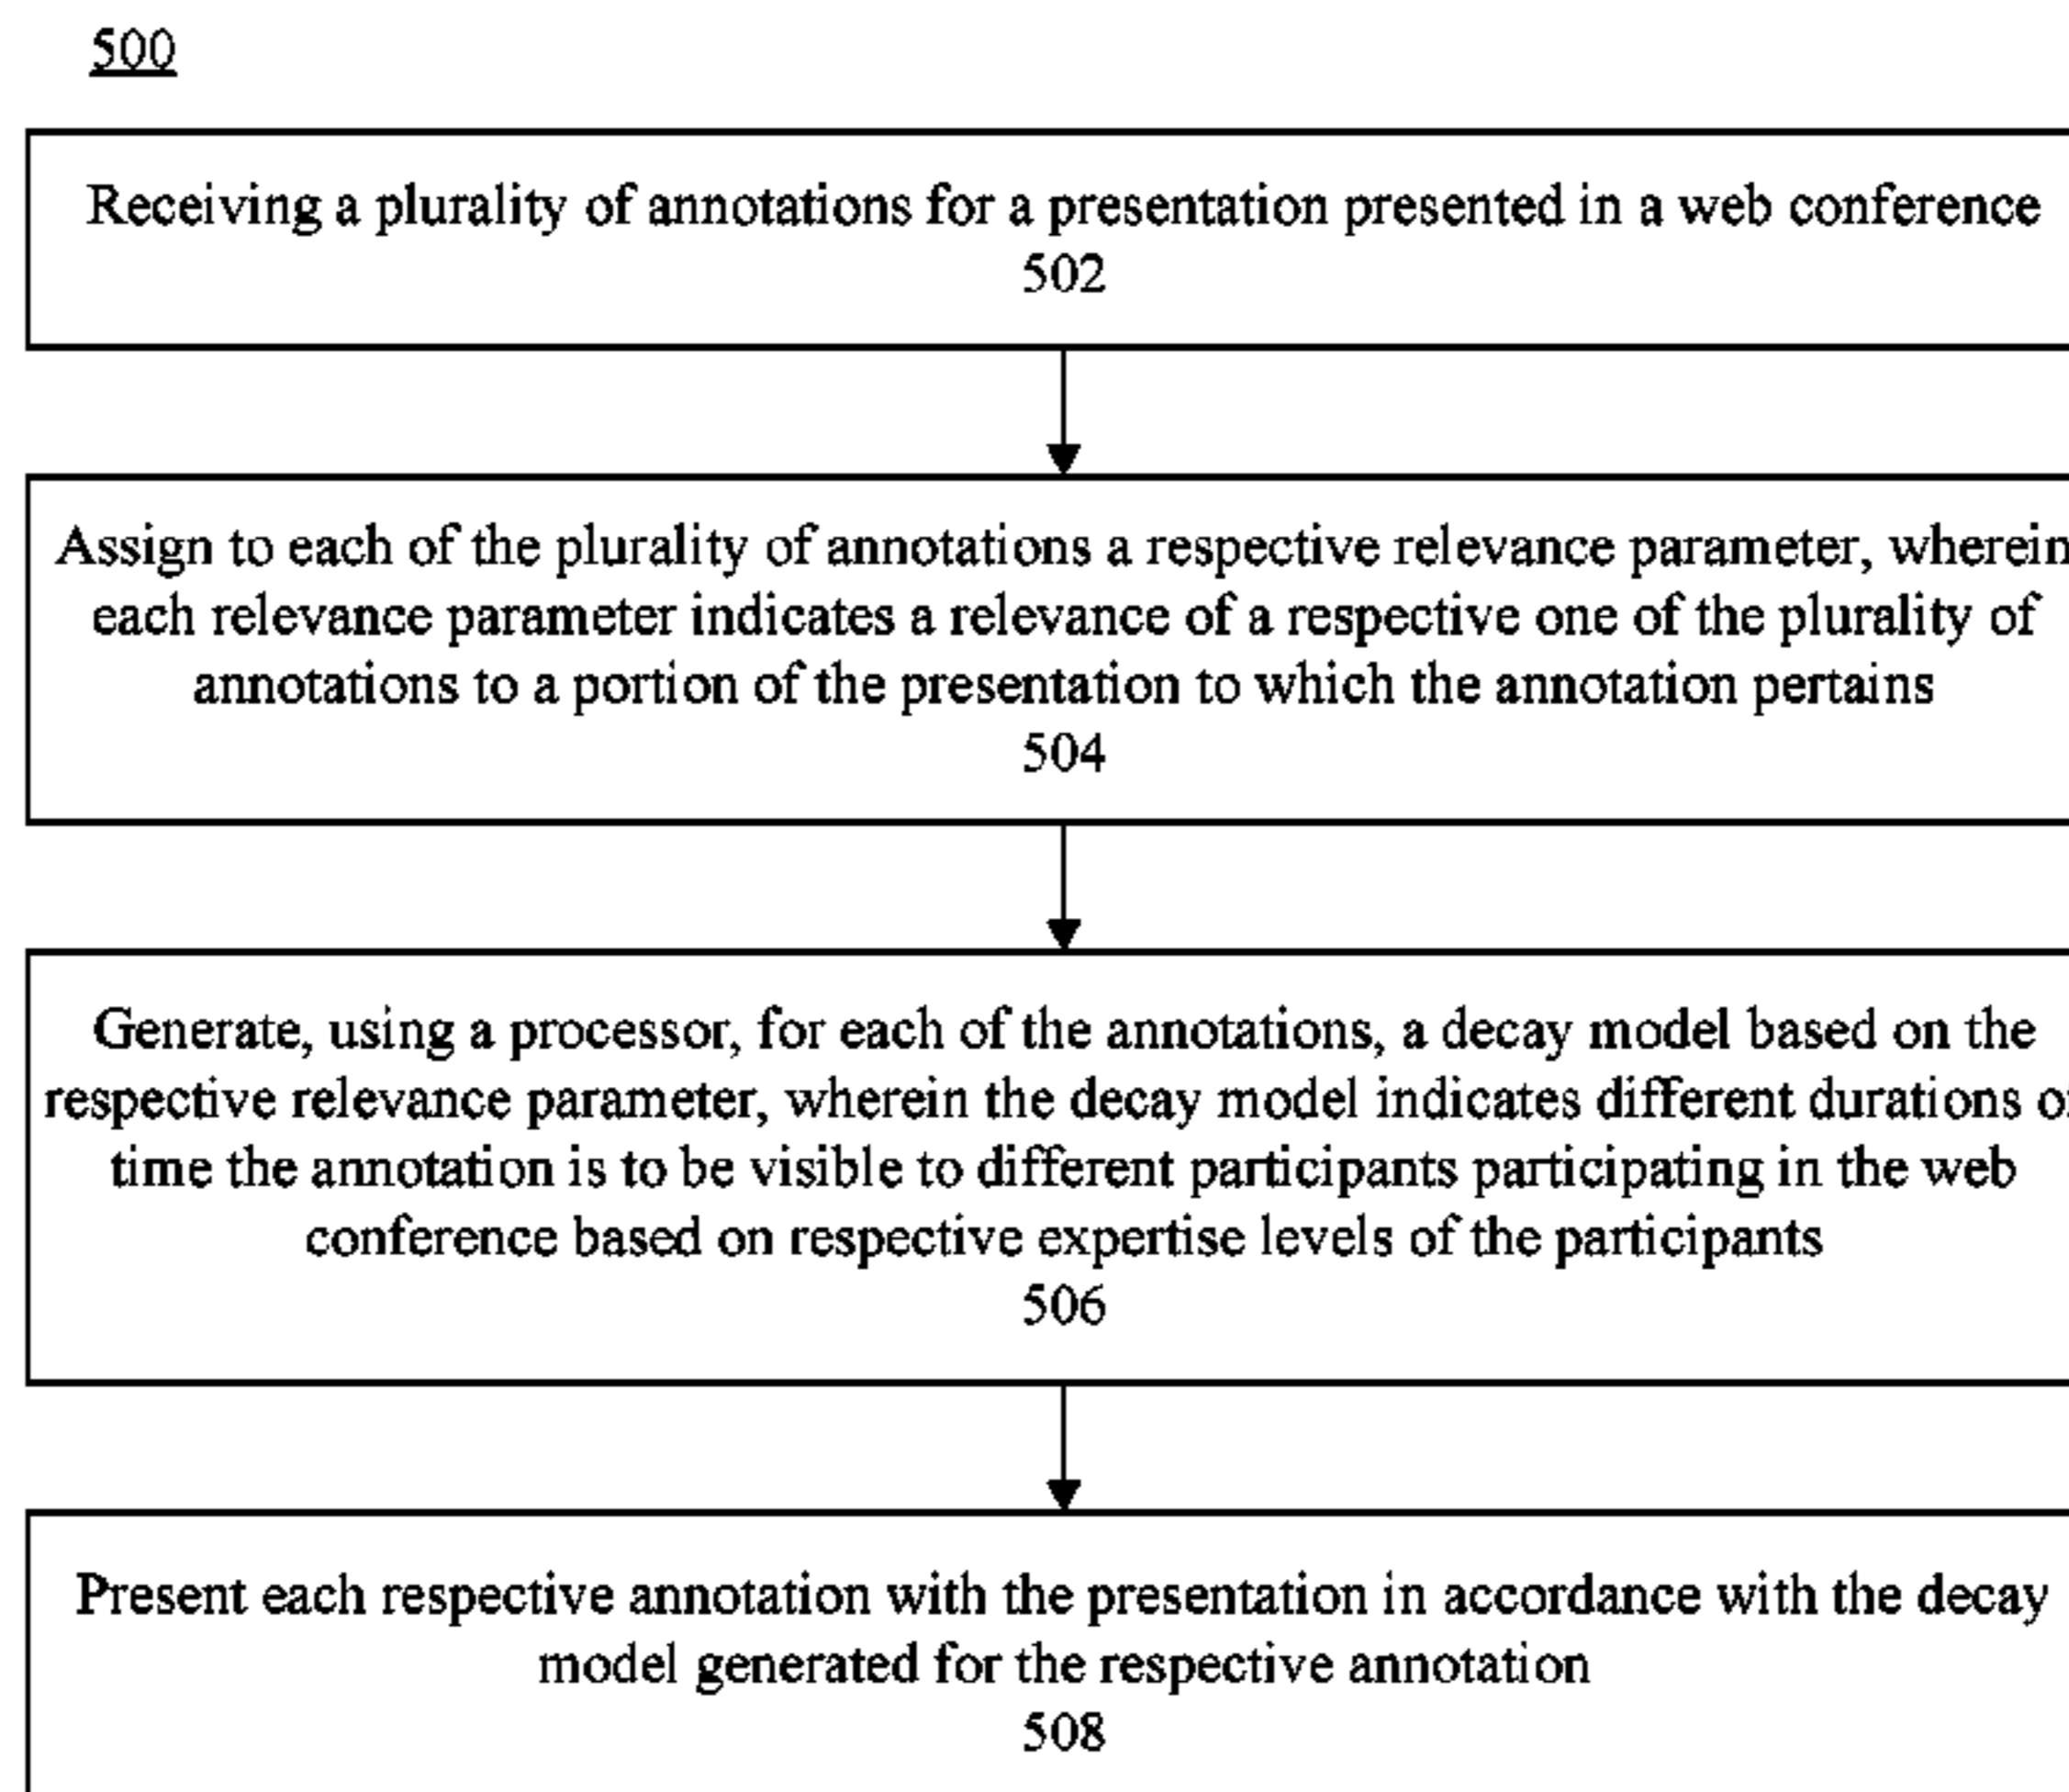 500
Receiving a plurality of annotations for a presentation presented in a web conference
502
Assign to each of the plurality of annotations a respective relevance parameter, wherein
each relevance parameter indicates a relevance of a respective one of the plurality of
annotations to a portion of the presentation to which the annotation pertains
504
Generate, using a processor, for each of the annotations, a decay model based on the
respective relevance parameter, wherein the decay model indicates different durations of
time the annotation is to be visible to different participants participating in the web
conference based on respective expertise levels of the participants
506
Present each respective annotation with the presentation in accordance with the decay
model generated for the respective annotation
508